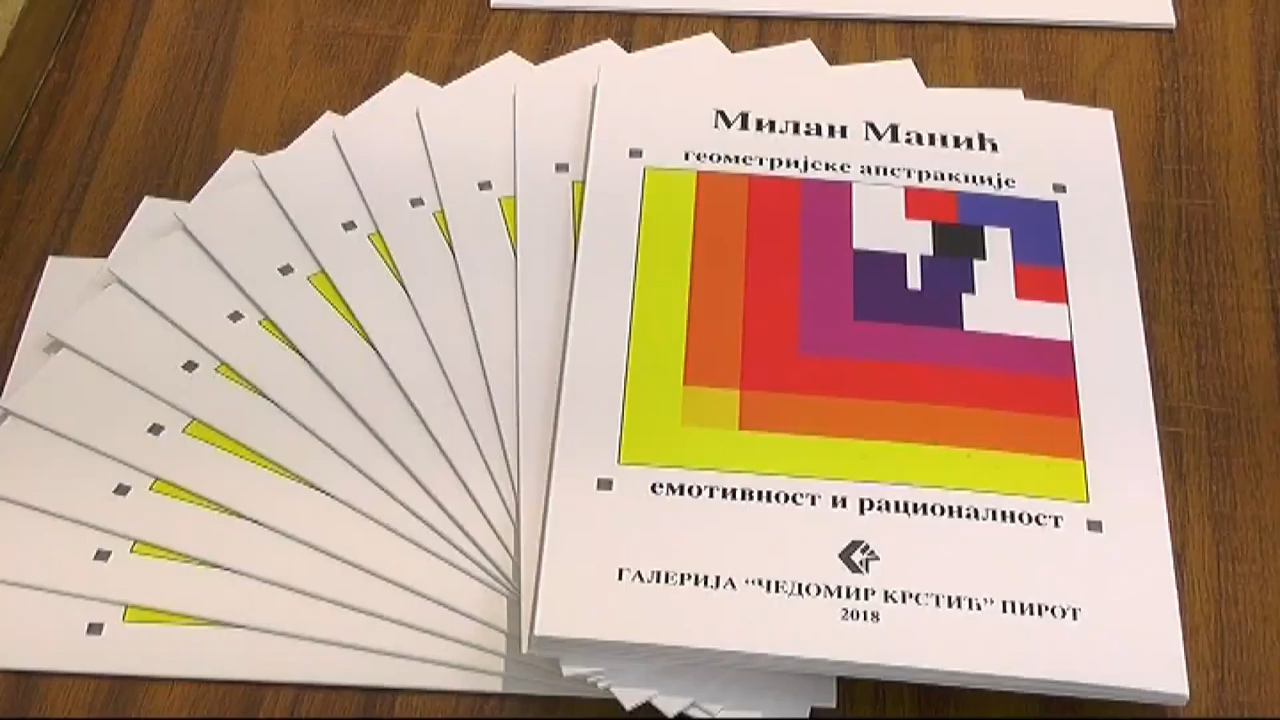 Милан Манић
геометријске апстракције
емотивност и рационалност
ГАЛЕРИЈА “ЧЕДОМИР КРСТИЋ” ПИРОТ
2018